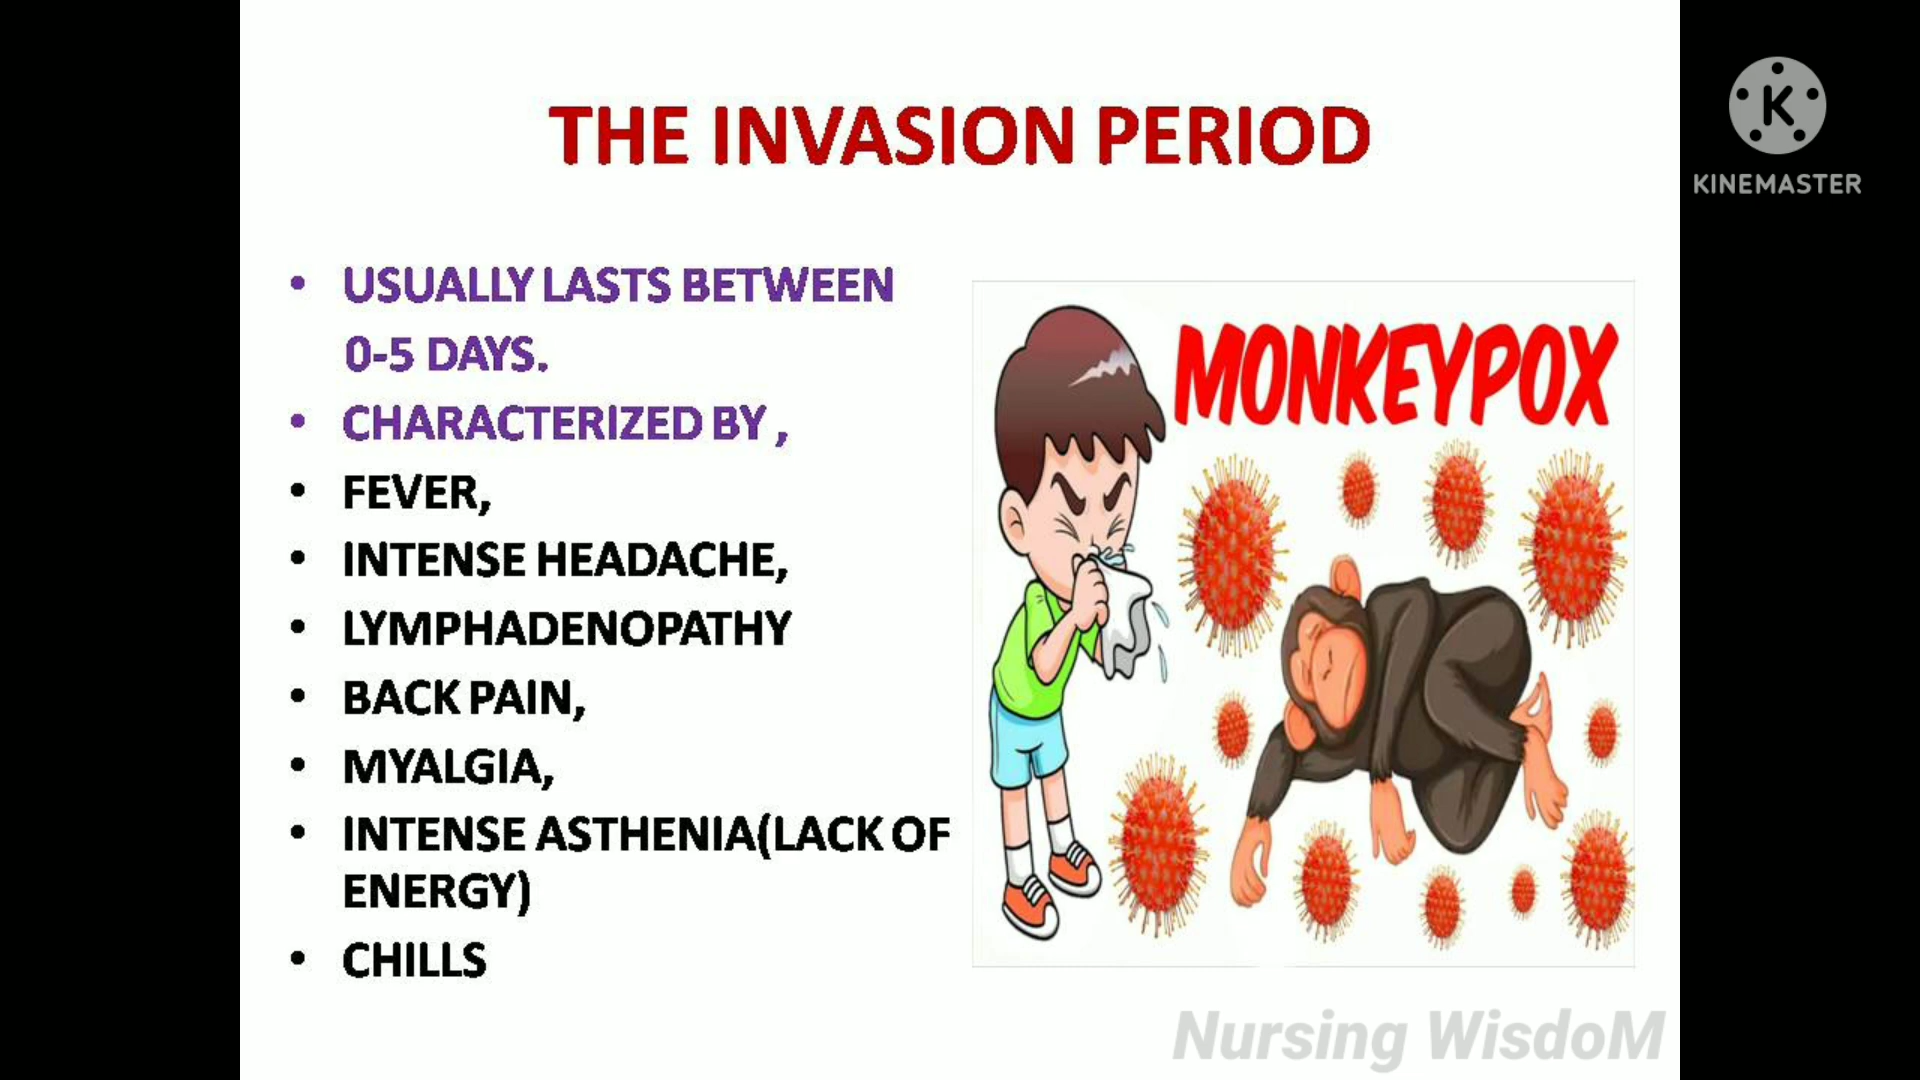 THE INVASION PERIOD
K
KINEMASTER
• USUALLY LASTS BETWEEN
0-5 DAYS.
• CHARACTERIZED BY ,
• FEVER,
• INTENSE HEADACHE,
• LYMPHADENOPATHY
• BACK PAIN,
• MYALGIA,
• INTENSE ASTHENIA(LACK OF
ENERGY)
• CHILLS
MONKEYPOX
Nursing WisdoM